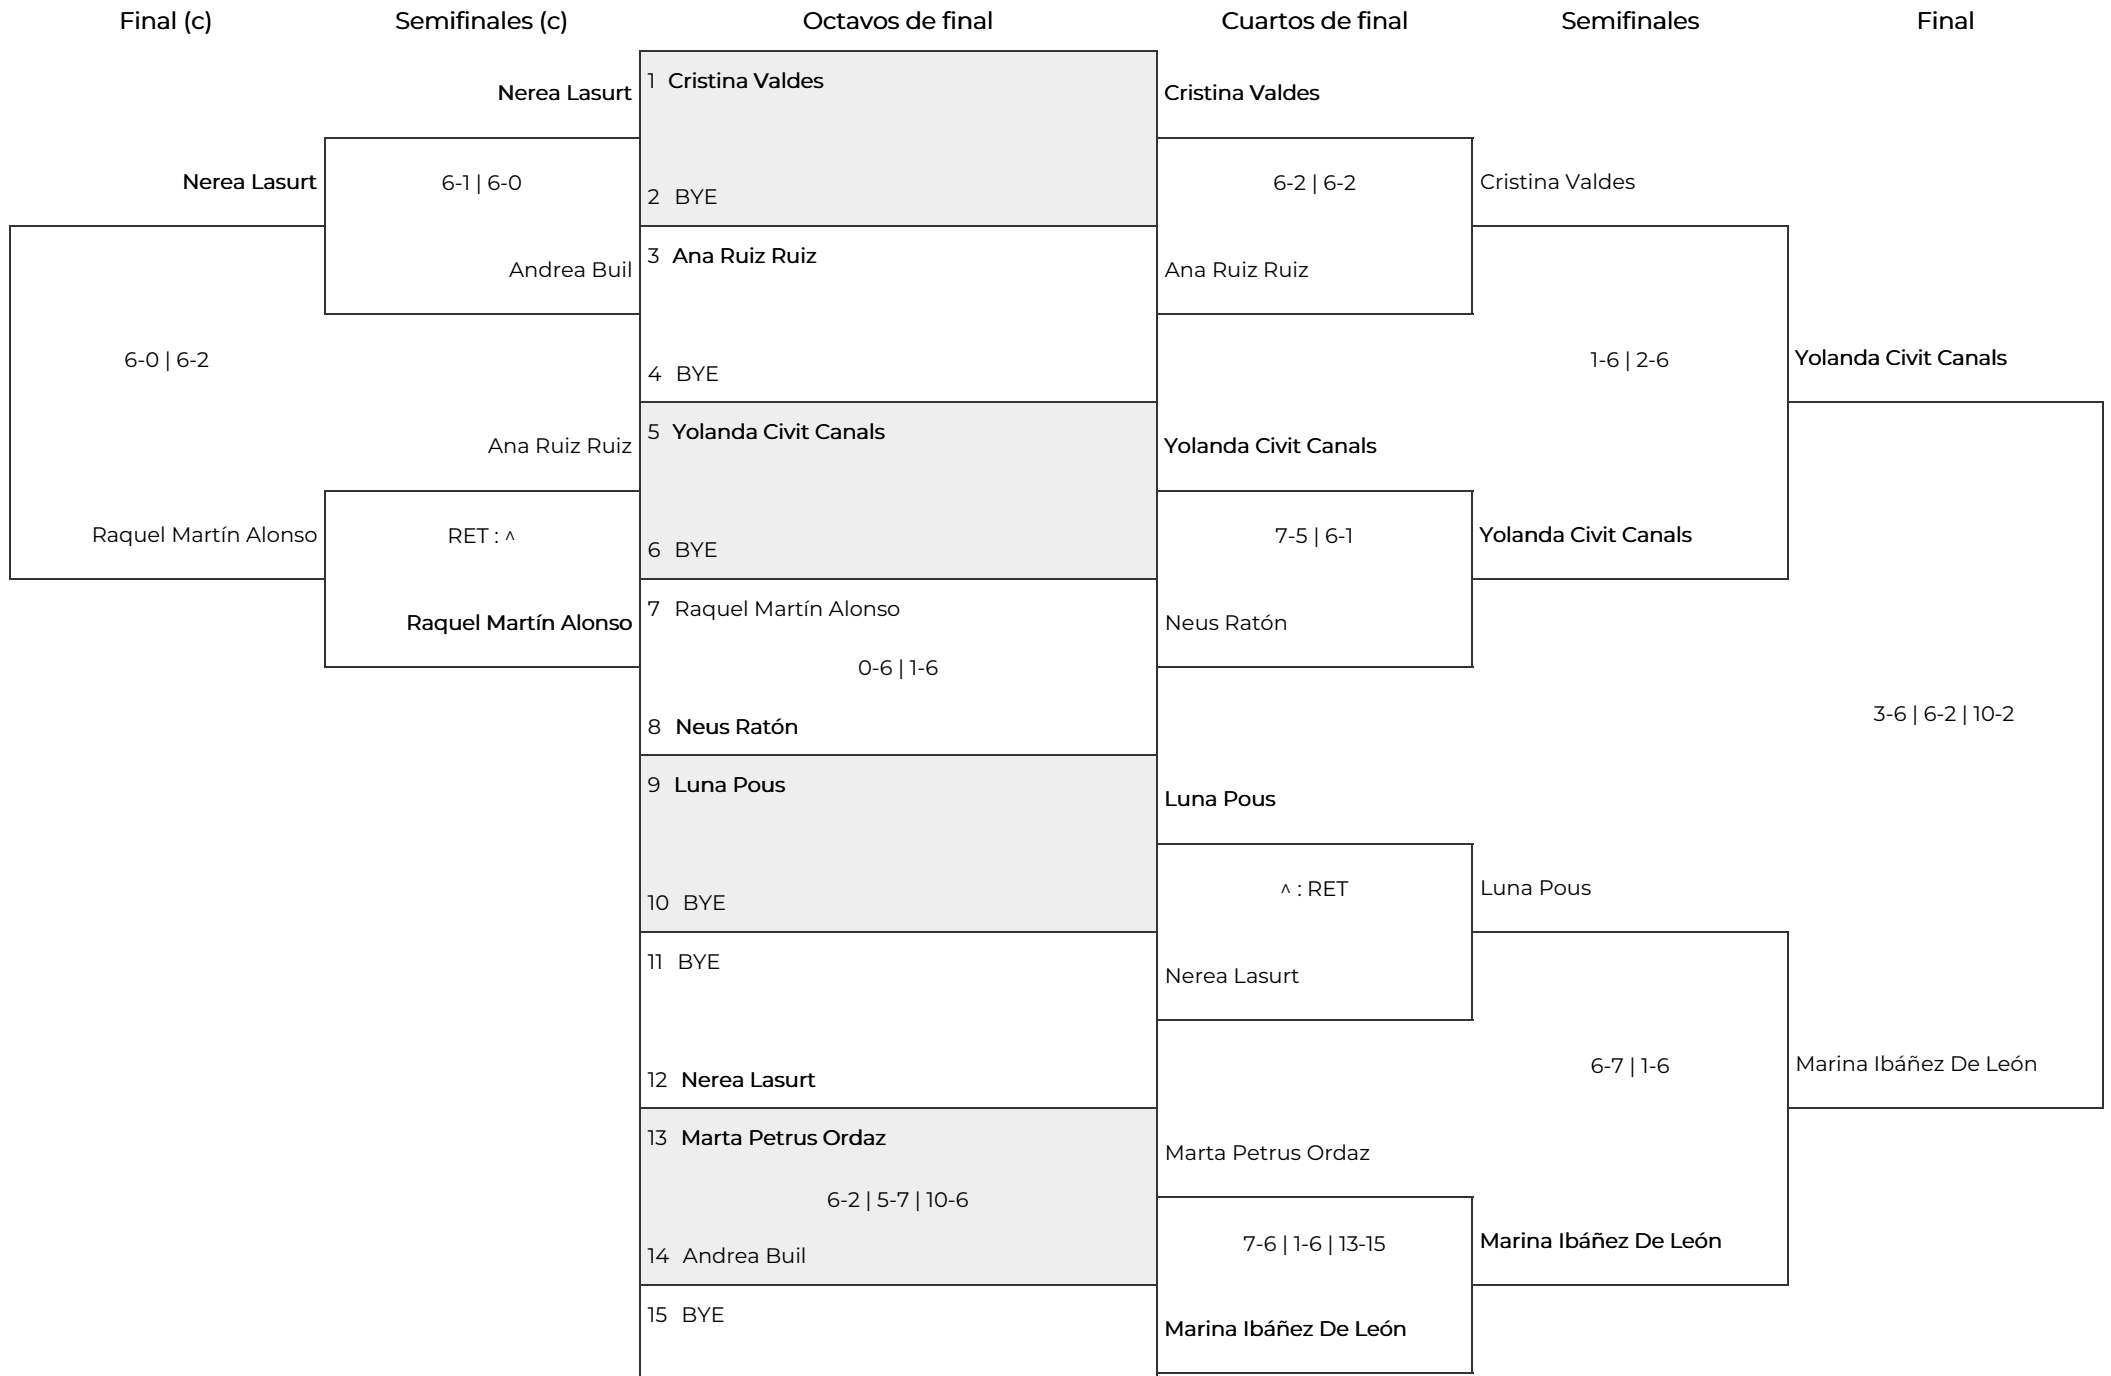 Final (c)
Semifinales (c)
Octavos de final
Cuartos de final
Semifinales
Final
Nerea Lasurt
Nerea Lasurt
6-1 | 6-0
Andrea Buil
6-0 | 6-2
Ana Ruiz Ruiz
Raquel Martín Alonso
RET : ^
Raquel Martín Alonso
1 Cristina Valdes
2 BYE
3 Ana Ruiz Ruiz
4 BYE
5 Yolanda Civit Canals
6 BYE
7 Raquel Martín Alonso
0-6 | 1-6
8 Neus Ratón
9 Luna Pous
10 BYE
11 BYE
12 Nerea Lasurt
13 Marta Petrus Ordaz
6-2 | 5-7 | 10-6
14 Andrea Buil
15 BYE
Cristina Valdes
6-2 | 6-2
Ana Ruiz Ruiz
Yolanda Civit Canals
7-5 | 6-1
Neus Ratón
Luna Pous
^ : RET
Nerea Lasurt
Marta Petrus Ordaz
7-6 | 1-6 | 13-15
Marina Ibáñez De León
Cristina Valdes
1-6 | 2-6
Yolanda Civit Canals
Luna Pous
6-7 | 1-6
Marina Ibáñez De León
Yolanda Civit Canals
3-6 | 6-2 | 10-2
Marina Ibáñez De León